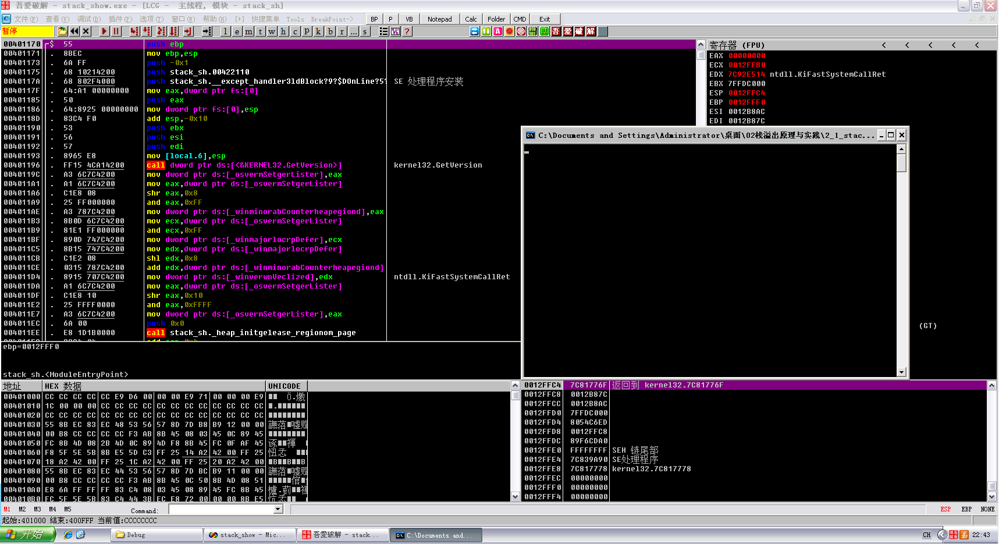 吾愛破解 - stack_show.exe - [LCG - 主线程, 模块 - stack_sh]
文件(F) 查看(V) 调试(D) 插件(P) 选项(T) 窗口(W) 帮助(H) [+] 快捷菜单 Tools BreakPoint->
BP P VB Notepad Calc Folder CMD Exit
暂停
l e m t w h c P k b r ... s
吾 爱 破 解
00401170 $ 55 push ebp
00401171 . 8BEC mov ebp,esp
00401173 . 6A FF push -0x1
00401175 . 68 10214200 push stack_sh.00422110
0040117A . 68 802F4000 push stack_sh.__except_handler3ldBlock?9?$DOnLine?5? SE 处理程序安装
0040117F . 64:A1 00000000 mov eax,dword ptr fs:[0]
00401185 . 50 push eax
00401186 . 64:8925 00000000 mov dword ptr fs:[0],esp
0040118D . 83C4 F0 add esp,-0x10
00401190 . 53 push ebx
00401191 . 56 push esi
00401192 . 57 push edi
00401193 . 8965 E8 mov [local.6],esp
00401196 . FF15 4CA14200 call dword ptr ds:[<&KERNEL32.GetVersion>] kernel32.GetVersion
0040119C . A3 6C7C4200 mov dword ptr ds:[_osvermSetgerLister],eax
004011A1 . A1 6C7C4200 mov eax,dword ptr ds:[_osvermSetgerLister]
004011A6 . C1E8 08 shr eax,0x8
004011A9 . 25 FF000000 and eax,0xFF
004011AE . A3 787C4200 mov dword ptr ds:[_winminorabCounterheapegiond],eax
004011B3 . 8B0D 6C7C4200 mov ecx,dword ptr ds:[_osvermSetgerLister]
004011B9 . 81E1 FF000000 and ecx,0xFF
004011BF . 890D 747C4200 mov dword ptr ds:[_winmajorlocrpDefer],ecx
004011C5 . 8B15 747C4200 mov edx,dword ptr ds:[_winmajorlocrpDefer]
004011CB . C1E2 08 shl edx,0x8
004011CE . 0315 787C4200 add edx,dword ptr ds:[_winminorabCounterheapegiond]
004011D4 . 8915 707C4200 mov dword ptr ds:[_winverwnVeclized],edx ntdll.KiFastSystemCallRet
004011DA . A1 6C7C4200 mov eax,dword ptr ds:[_osvermSetgerLister]
004011DF . C1E8 10 shr eax,0x10
004011E2 . 25 FFFF0000 and eax,0xFFFF
004011E7 . A3 6C7C4200 mov dword ptr ds:[_osvermSetgerLister],eax
004011EC . 6A 00 push 0x0
004011EE . E8 1D1B0000 call stack_sh._heap_initgelease_regionom_page
ebp=0012FFF0
stack_sh.<ModuleEntryPoint>
寄存器 (FPU) < < < < <
EAX 00000000
ECX 0012FFB0
EDX 7C92E514 ntdll.KiFastSystemCallRet
EBX 7FFDC000
ESP 0012FFC4
EBP 0012FFF0
ESI 0012B8AC
EDI 0012B87C
(GT)
C:\Documents and Settings\Administrator\桌面\02栈溢出原理与实践\2_1_stac...
地址 HEX 数据 UNICODE
00401000 CC CC CC CC CC E9 D6 00 00 00 E9 71 00 00 00 E9
00401010 1C 00 00 00 CC CC CC CC CC CC CC CC CC CC CC CC
00401020 CC CC CC CC CC CC CC CC CC CC CC CC CC CC CC CC
00401030 55 8B EC 83 EC 48 53 56 57 8D 7D B8 B9 12 00 00
00401040 00 B8 CC CC CC CC F3 AB 8B 45 08 03 45 0C 89 45
00401050 FC 8B 4D 08 2B 4D 0C 89 4D F8 8B 45 FC 0F AF 45
00401060 F8 5F 5E 5B 8B E5 5D C3 FF 25 14 A2 42 00 FF 25
00401070 18 A2 42 00 FF 25 1C A2 42 00 FF 25 20 A2 42 00
00401080 55 8B EC 83 EC 44 53 56 57 8D 7D BC B9 11 00 00
00401090 00 B8 CC CC CC CC F3 AB 8B 45 0C 50 8B 4D 08 51
004010A0 E8 6A FF FF FF 83 C4 08 03 45 08 89 45 FC 8B 45
004010B0 FC 5F 5E 5B 83 C4 44 3B EC E8 72 00 00 00 8B E5
0012FFC4 7C81776F 返回到 kernel32.7C81776F
0012FFC8 0012B87C
0012FFCC 0012B8AC
0012FFD0 7FFDC000
0012FFD4 8054C6ED
0012FFD8 0012FFC8
0012FFDC 89F6CDA0
0012FFE0 FFFFFFFF SEH 链尾部
0012FFE4 7C839A90 SE处理程序
0012FFE8 7C817778 kernel32.7C817778
0012FFEC 00000000
0012FFF0 00000000
0012FFF4 00000000
M1 M2 M3 M4 M5 Command: ESP EBP NONE
起始:401000 结束:400FFF 当前值:CCCCCCCC
开始 Debug stack_show - Mic... 吾愛破解 - stack... C:\Documents and... CH 22:43